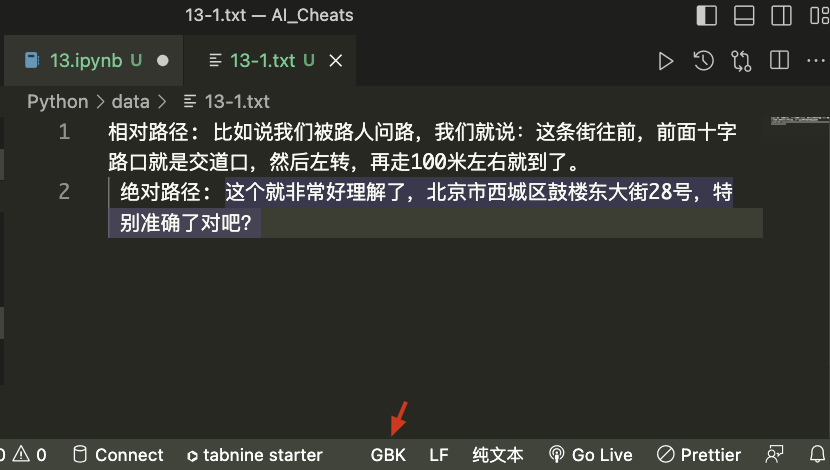 13-1.txt — AI_Cheats
13.ipynb U
13-1.txt U
Python > data > 13-1.txt
1 相对路径: 比如说我们被路人问路，我们就说：这条街往前，前面十字
路口就是交道口，然后左转，再走100米左右就到了。
2 绝对路径: 这个就非常好理解了，北京市西城区鼓楼东大街28号，特
别准确了对吧？
0 0 Connect tabnine starter GBK LF 纯文本 Go Live Prettier